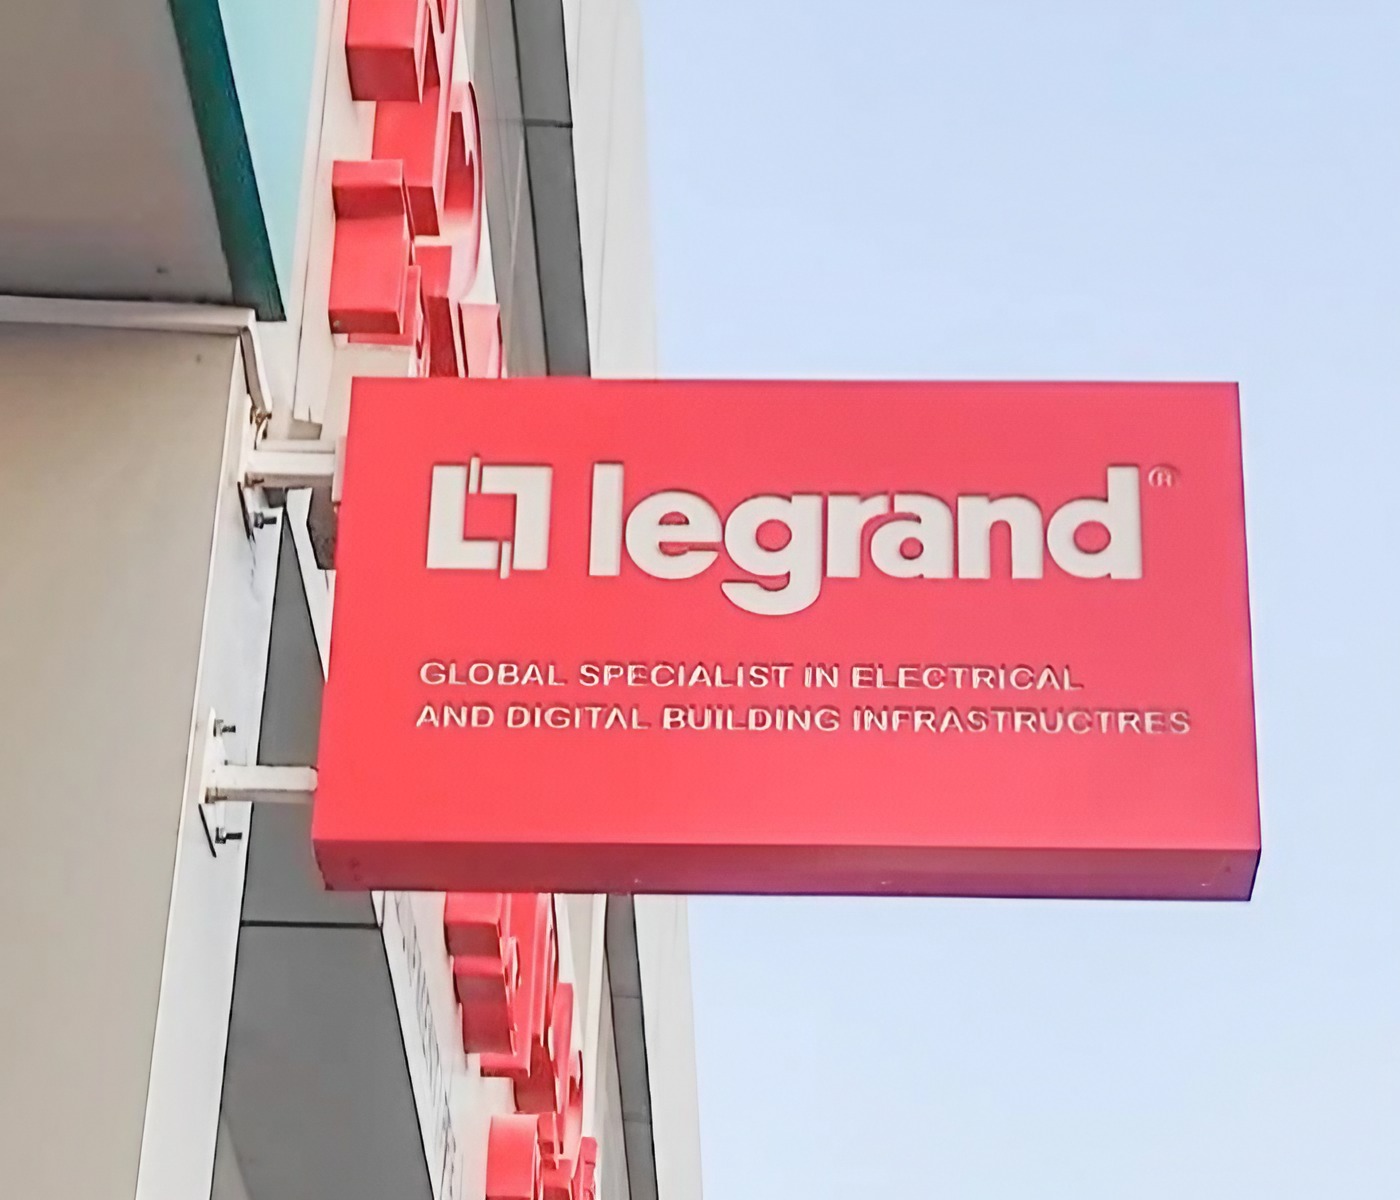 legrand®
GLOBAL SPECIALIST IN ELECTRICAL
AND DIGITAL BUILDING INFRASTRUCTRES